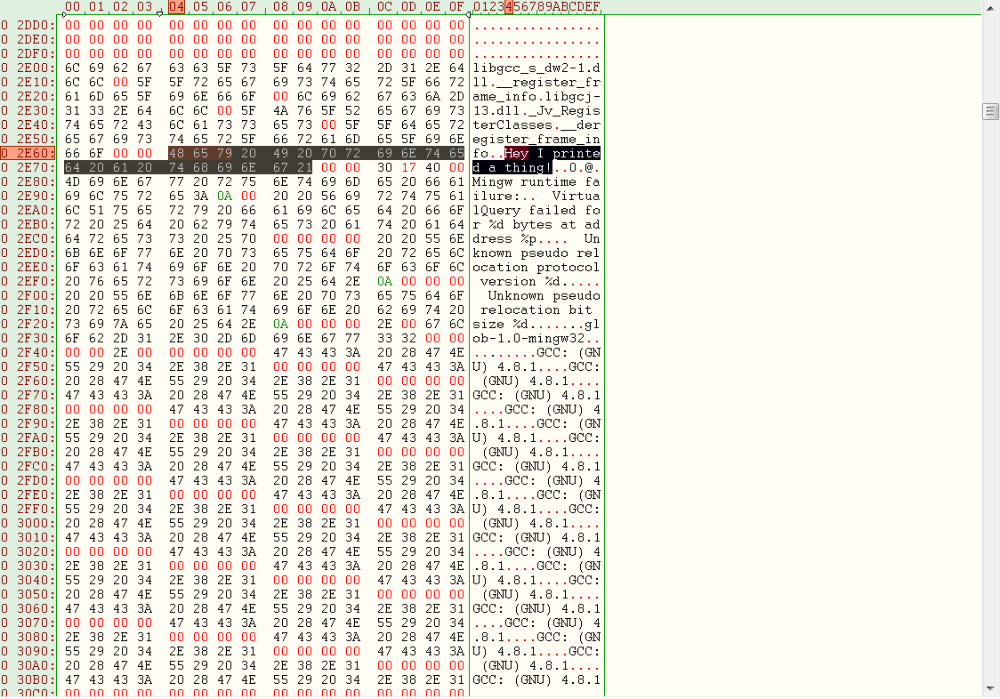 00 01 02 03 04 05 06 07 08 09 0A 0B 0C 0D 0E 0F 0123456789ABCDEF
0 2DD0: 00 00 00 00 00 00 00 00 00 00 00 00 00 00 00 00 ................
0 2DE0: 00 00 00 00 00 00 00 00 00 00 00 00 00 00 00 00 ................
0 2DF0: 00 00 00 00 00 00 00 00 00 00 00 00 00 00 00 00 ................
0 2E00: 6C 69 62 67 63 63 5F 73 5F 64 77 32 2D 31 2E 64 libgcc_s_dw2-1.d
0 2E10: 6C 6C 00 5F 5F 72 65 67 69 73 74 65 72 5F 66 72 ll.__register_fr
0 2E20: 61 6D 65 5F 69 6E 66 6F 00 6C 69 62 67 63 6A 2D ame_info.libgcj-
0 2E30: 31 33 2E 64 6C 6C 00 5F 4A 76 5F 52 65 67 69 73 13.dll._Jv_Regis
0 2E40: 74 65 72 43 6C 61 73 73 65 73 00 5F 5F 64 65 72 terClasses.__de
0 2E50: 65 67 69 73 74 65 72 5F 66 72 61 6D 65 5F 69 6E register_frame_in
0 2E60: 66 6F 00 00 48 65 79 20 49 20 70 72 69 6E 74 65 fo..Hey I printe
0 2E70: 64 20 61 20 74 68 69 6E 67 21 00 00 30 17 40 00 d a thing!..0.@.
0 2E80: 4D 69 6E 67 77 20 72 75 6E 74 69 6D 65 20 66 61 Mingw runtime fa
0 2E90: 69 6C 75 72 65 3A 0A 00 20 20 56 69 72 74 75 61 ilure:..  Virtua
0 2EA0: 6C 51 75 65 72 79 20 66 61 69 6C 65 64 20 66 6F lQuery failed fo
0 2EB0: 72 20 25 64 20 62 79 74 65 73 20 61 74 20 61 64 r %d bytes at ad
0 2EC0: 64 72 65 73 73 20 25 70 00 00 00 00 20 20 55 6E dress %p....  Un
0 2ED0: 6B 6E 6F 77 6E 20 70 73 65 75 64 6F 20 72 65 6C known pseudo rel
0 2EE0: 6F 63 61 74 69 6F 6E 20 70 72 6F 74 6F 63 6F 6C ocation protocol
0 2EF0: 20 76 65 72 73 69 6F 6E 20 25 64 2E 0A 00 00 00  version %d.....
0 2F00: 20 20 55 6E 6B 6E 6F 77 6E 20 70 73 65 75 64 6F   Unknown pseudo
0 2F10: 20 72 65 6C 6F 63 61 74 69 6F 6E 20 62 69 74 20  relocation bit
0 2F20: 73 69 7A 65 20 25 64 2E 0A 00 00 00 2E 00 67 6C size %d.......gl
0 2F30: 6F 62 2D 31 2E 30 2D 6D 69 6E 67 77 33 32 00 00 ob-1.0-mingw32..
0 2F40: 00 00 2E 00 00 00 00 00 47 43 43 3A 20 28 47 4E ........GCC: (GN
0 2F50: 55 29 20 34 2E 38 2E 31 00 00 00 00 47 43 43 3A U) 4.8.1....GCC:
0 2F60: 20 28 47 4E 55 29 20 34 2E 38 2E 31 00 00 00 00  (GNU) 4.8.1....
0 2F70: 47 43 43 3A 20 28 47 4E 55 29 20 34 2E 38 2E 31 GCC: (GNU) 4.8.1
0 2F80: 00 00 00 00 47 43 43 3A 20 28 47 4E 55 29 20 34 ....GCC: (GNU) 4
0 2F90: 2E 38 2E 31 00 00 00 00 47 43 43 3A 20 28 47 4E .8.1....GCC: (GN
0 2FA0: 55 29 20 34 2E 38 2E 31 00 00 00 00 47 43 43 3A U) 4.8.1....GCC:
0 2FB0: 20 28 47 4E 55 29 20 34 2E 38 2E 31 00 00 00 00  (GNU) 4.8.1....
0 2FC0: 47 43 43 3A 20 28 47 4E 55 29 20 34 2E 38 2E 31 GCC: (GNU) 4.8.1
0 2FD0: 00 00 00 00 47 43 43 3A 20 28 47 4E 55 29 20 34 ....GCC: (GNU) 4
0 2FE0: 2E 38 2E 31 00 00 00 00 47 43 43 3A 20 28 47 4E .8.1....GCC: (GN
0 2FF0: 55 29 20 34 2E 38 2E 31 00 00 00 00 47 43 43 3A U) 4.8.1....GCC:
0 3000: 20 28 47 4E 55 29 20 34 2E 38 2E 31 00 00 00 00  (GNU) 4.8.1....
0 3010: 47 43 43 3A 20 28 47 4E 55 29 20 34 2E 38 2E 31 GCC: (GNU) 4.8.1
0 3020: 00 00 00 00 47 43 43 3A 20 28 47 4E 55 29 20 34 ....GCC: (GNU) 4
0 3030: 2E 38 2E 31 00 00 00 00 47 43 43 3A 20 28 47 4E .8.1....GCC: (GN
0 3040: 55 29 20 34 2E 38 2E 31 00 00 00 00 47 43 43 3A U) 4.8.1....GCC:
0 3050: 20 28 47 4E 55 29 20 34 2E 38 2E 31 00 00 00 00  (GNU) 4.8.1....
0 3060: 47 43 43 3A 20 28 47 4E 55 29 20 34 2E 38 2E 31 GCC: (GNU) 4.8.1
0 3070: 00 00 00 00 47 43 43 3A 20 28 47 4E 55 29 20 34 ....GCC: (GNU) 4
0 3080: 2E 38 2E 31 00 00 00 00 47 43 43 3A 20 28 47 4E .8.1....GCC: (GN
0 3090: 55 29 20 34 2E 38 2E 31 00 00 00 00 47 43 43 3A U) 4.8.1....GCC:
0 30A0: 20 28 47 4E 55 29 20 34 2E 38 2E 31 00 00 00 00  (GNU) 4.8.1....
0 30B0: 47 43 43 3A 20 28 47 4E 55 29 20 34 2E 38 2E 31 GCC: (GNU) 4.8.1
0 30C0: 00 00 00 00 00 00 00 00 00 00 00 00 00 00 00 00 ................